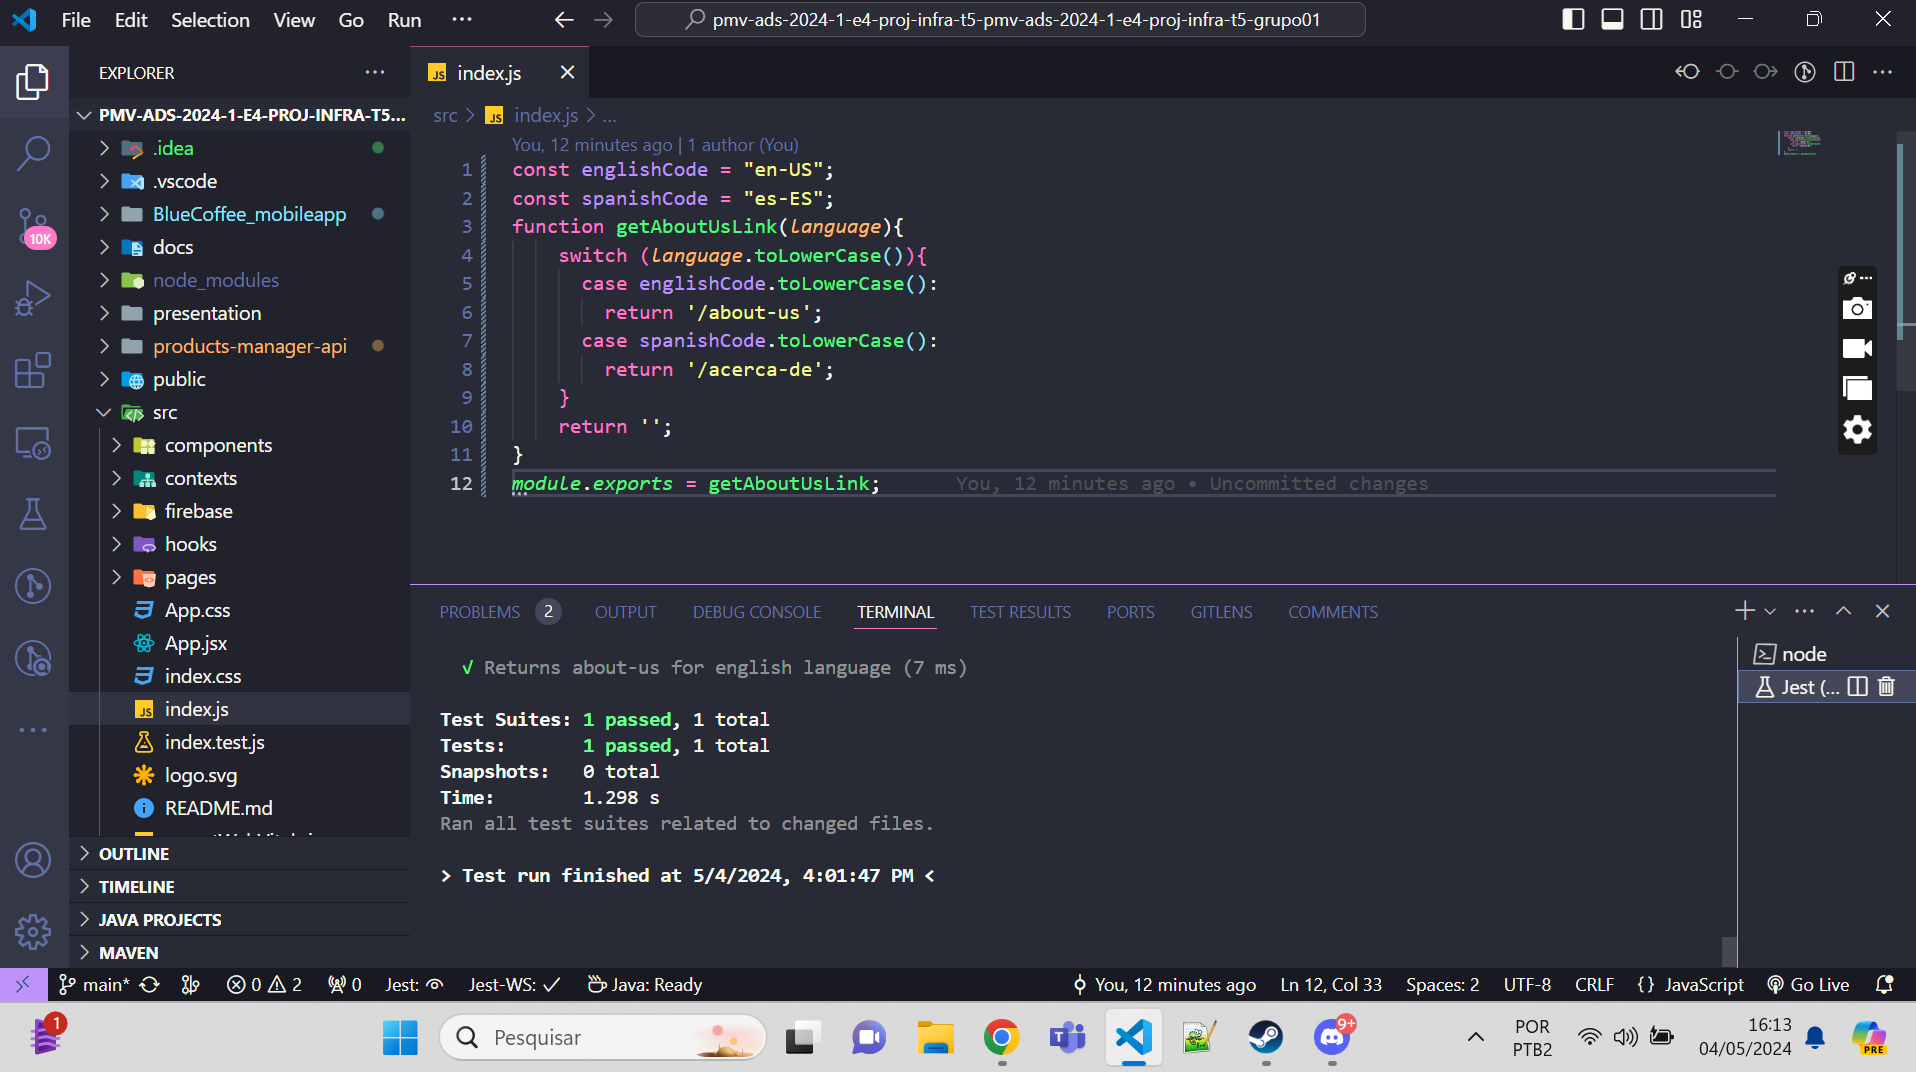 File Edit Selection View Go Run ···
pmv-ads-2024-1-e4-proj-infra-t5-pmv-ads-2024-1-e4-proj-infra-t5-grupo01
EXPLORER
PMV-ADS-2024-1-E4-PROJ-INFRA-T5...
.idea
.vscode
BlueCoffee_mobileapp
docs
node_modules
presentation
products-manager-api
public
src
components
contexts
firebase
hooks
pages
App.css
App.jsx
index.css
index.js
index.test.js
logo.svg
README.md
OUTLINE
TIMELINE
JAVA PROJECTS
MAVEN
10K
JS index.js
src > JS index.js > ...
You, 12 minutes ago | 1 author (You)
1 const englishCode = "en-US";
2 const spanishCode = "es-ES";
3 function getAboutUsLink(language){
4 switch (language.toLowerCase()){
5 case englishCode.toLowerCase():
6 return '/about-us';
7 case spanishCode.toLowerCase():
8 return '/acerca-de';
9 }
10 return '';
11 }
12 module.exports = getAboutUsLink; You, 12 minutes ago • Uncommitted changes
PROBLEMS 2 OUTPUT DEBUG CONSOLE TERMINAL TEST RESULTS PORTS GITLENS COMMENTS
√ Returns about-us for english language (7 ms)
Test Suites: 1 passed, 1 total
Tests: 1 passed, 1 total
Snapshots: 0 total
Time: 1.298 s
Ran all test suites related to changed files.
> Test run finished at 5/4/2024, 4:01:47 PM <
node
Jest (...
main* 0 2 0 Jest: Jest-WS: ✓ Java: Ready
You, 12 minutes ago Ln 12, Col 33 Spaces: 2 UTF-8 CRLF {} JavaScript Go Live
1
Pesquisar
9+
POR
PTB2
16:13
04/05/2024
PRE